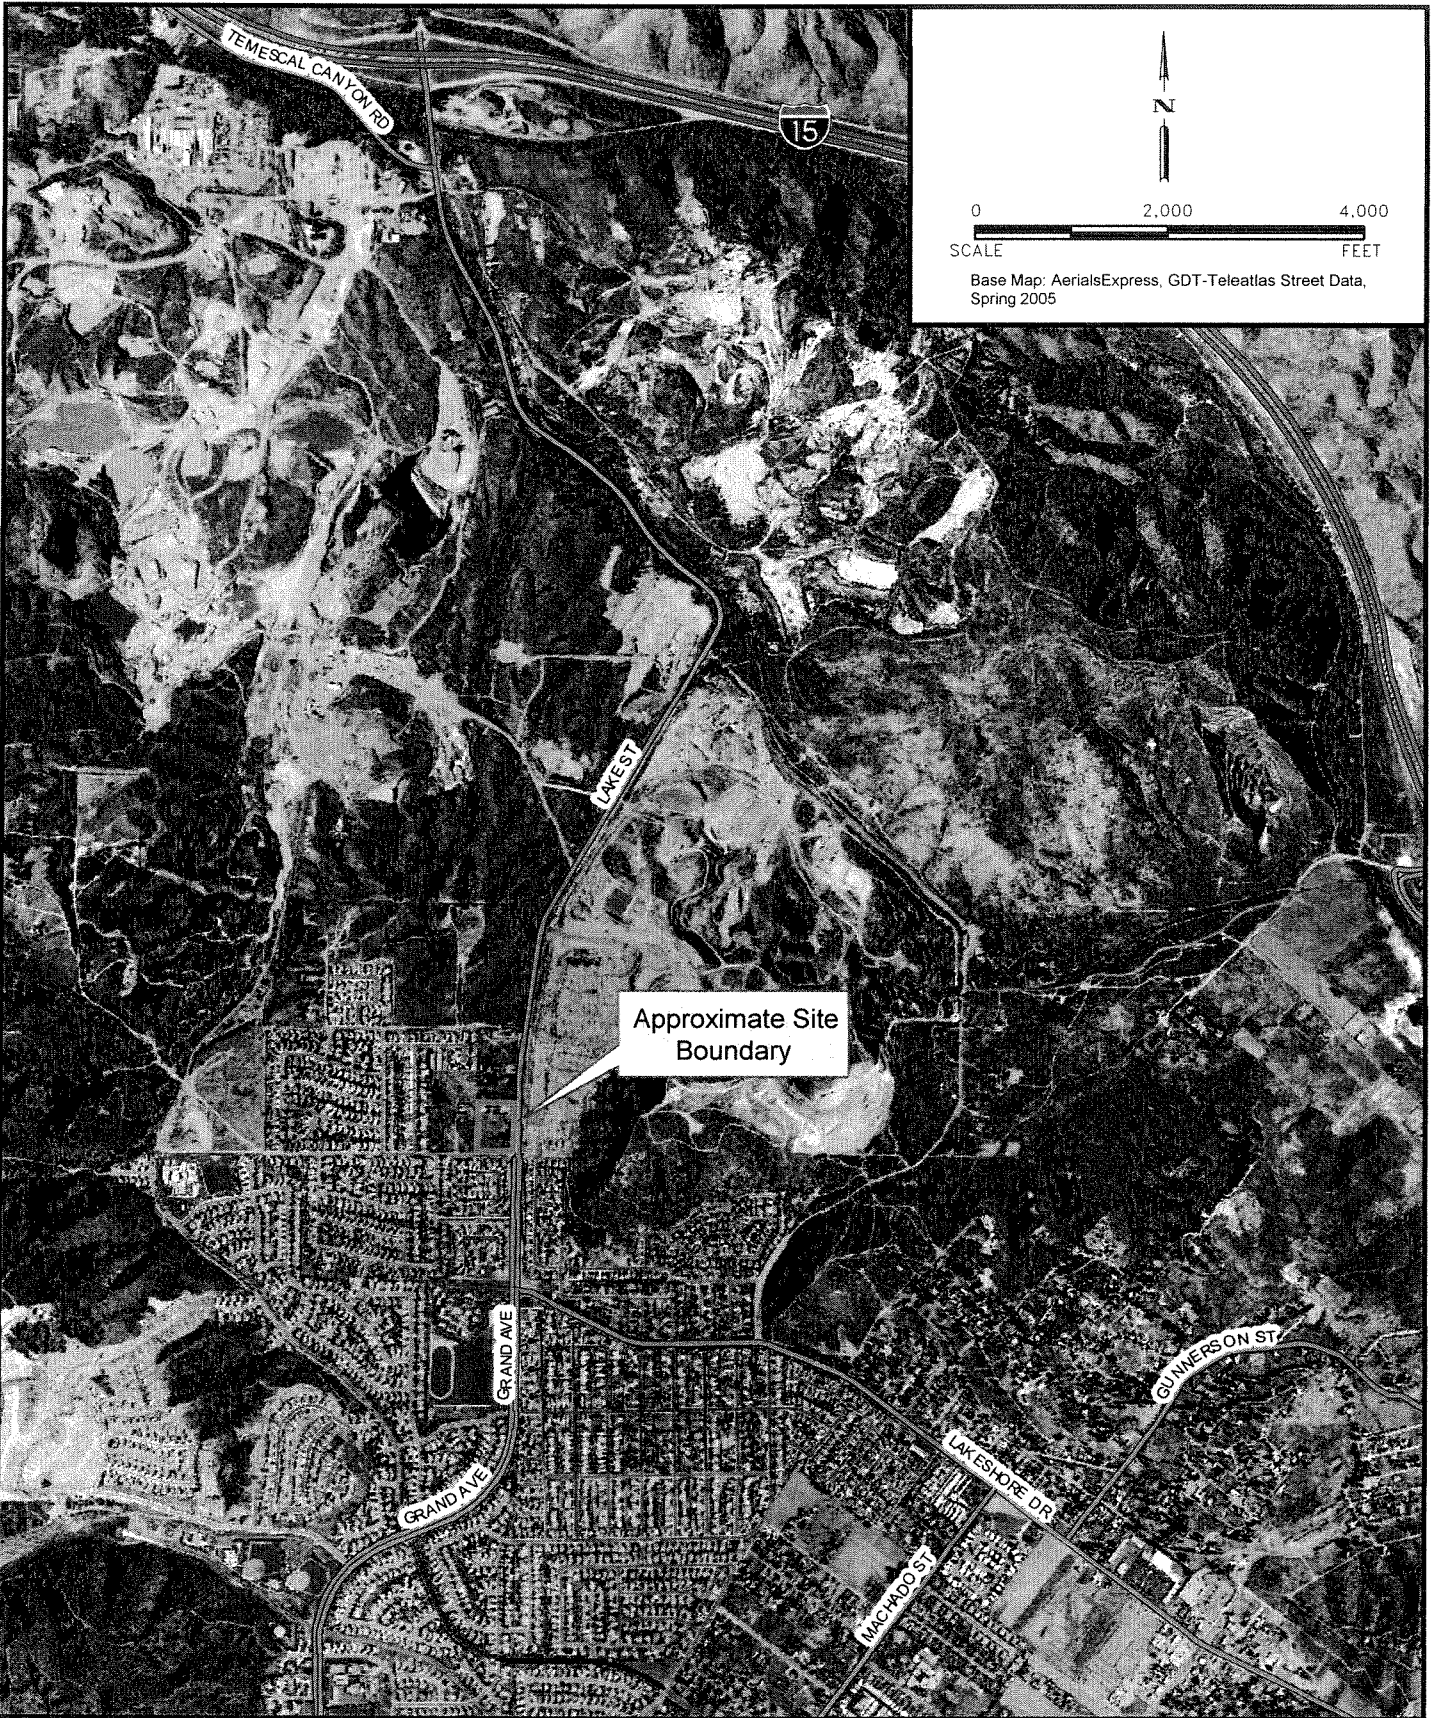 TEMESCAL CANYON RD
15
N
0 2,000 4,000
SCALE FEET
Base Map: AerialsExpress, GDT-Teleatlas Street Data,
Spring 2005
LAKE ST
Approximate Site
Boundary
GRAND AVE
GUNNERSON ST
LAKESHORE DR
GRAND AVE
MACHADO ST